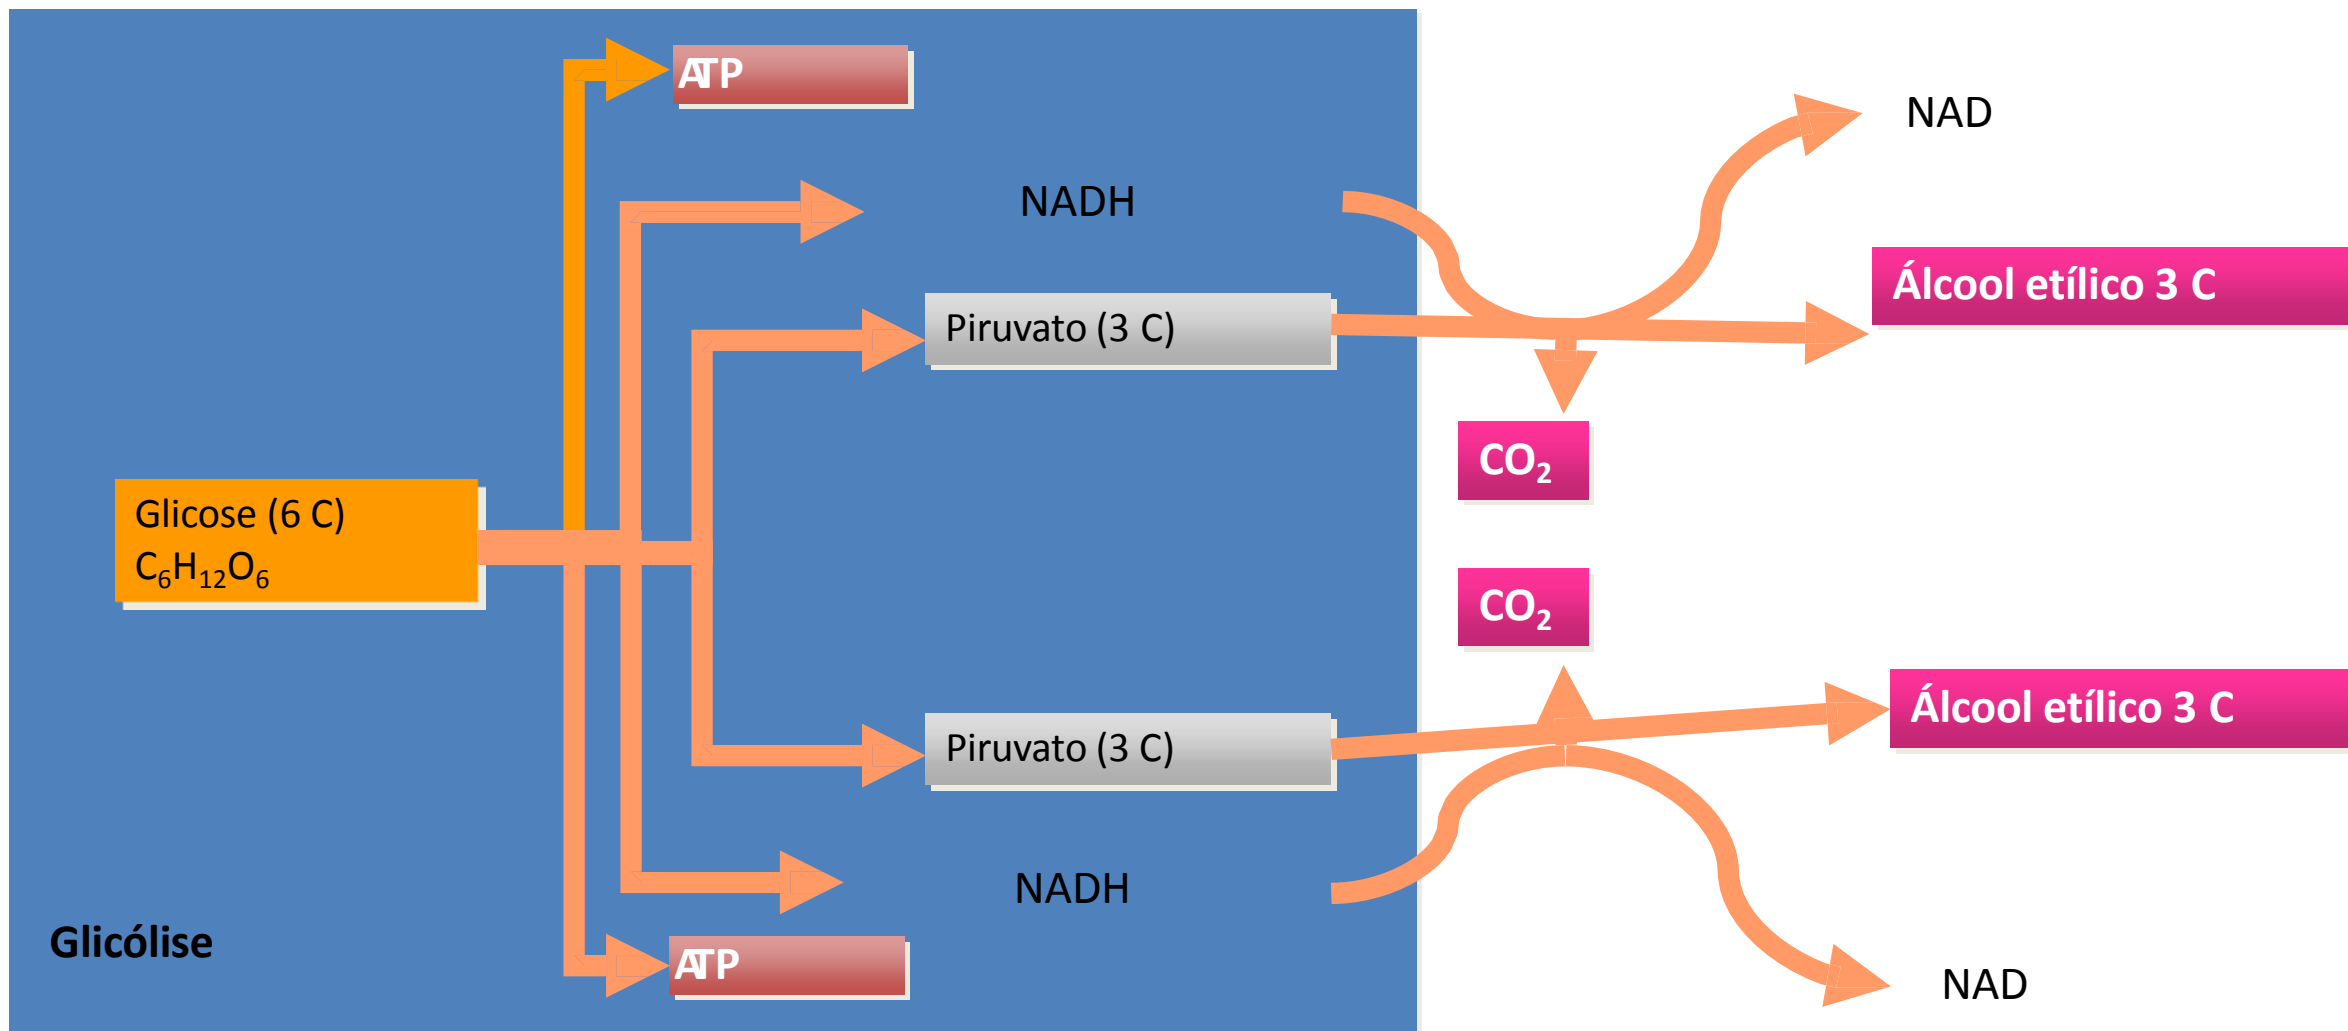 ATP
NAD
NADH
Álcool etílico 3 C
Piruvato (3 C)
CO₂
Glicose (6 C)
C₆H₁₂O₆
CO₂
Álcool etílico 3 C
Piruvato (3 C)
NADH
Glicólise
ATP
NAD